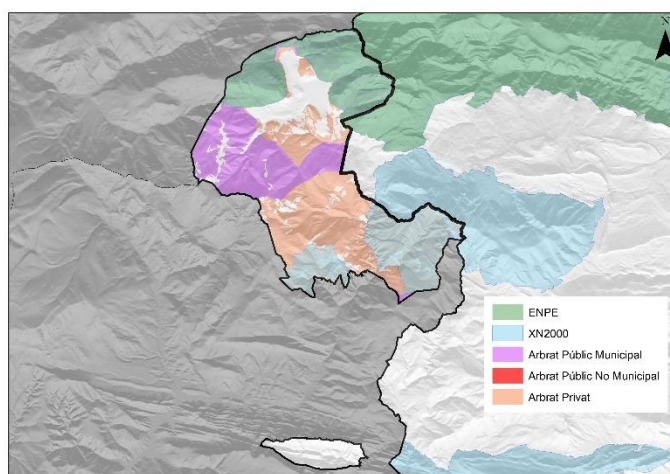 ENPE
XN2000
Arbrat Públic Municipal
Arbrat Públic No Municipal
Arbrat Privat